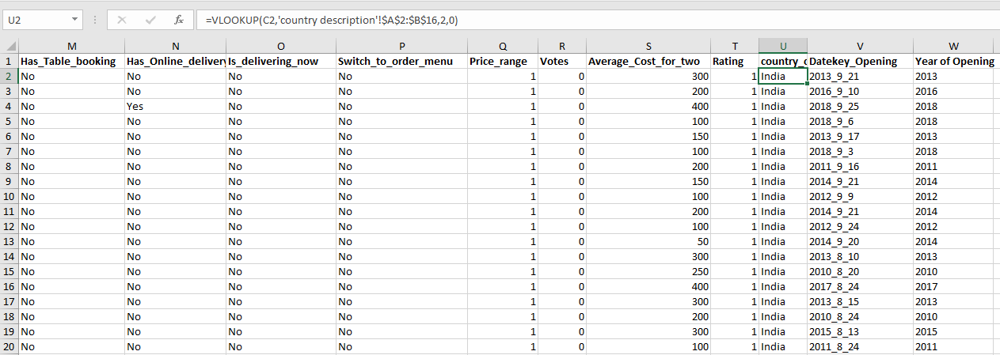 U2 fx =VLOOKUP(C2,'country description'!$A$2:$B$16,2,0)
M N O P Q R S T U V W
1 Has_Table_booking Has_Online_delivery Is_delivering_now Switch_to_order_menu Price_range Votes Average_Cost_for_two Rating country_ Datekey_Opening Year of Opening
2 No No No No 1 0 300 1 India 2013_9_21 2013
3 No No No No 1 0 200 1 India 2016_9_10 2016
4 No Yes No No 1 0 400 1 India 2018_9_25 2018
5 No No No No 1 0 100 1 India 2018_9_6 2018
6 No No No No 1 0 150 1 India 2013_9_17 2013
7 No No No No 1 0 100 1 India 2018_9_3 2018
8 No No No No 1 0 200 1 India 2011_9_16 2011
9 No No No No 1 0 150 1 India 2014_9_21 2014
10 No No No No 1 0 100 1 India 2012_9_9 2012
11 No No No No 1 0 200 1 India 2014_9_21 2014
12 No No No No 1 0 100 1 India 2012_9_24 2012
13 No No No No 1 0 50 1 India 2014_9_20 2014
14 No No No No 1 0 300 1 India 2013_8_10 2013
15 No No No No 1 0 250 1 India 2010_8_20 2010
16 No No No No 1 0 400 1 India 2017_8_24 2017
17 No No No No 1 0 300 1 India 2013_8_15 2013
18 No No No No 1 0 200 1 India 2010_8_24 2010
19 No No No No 1 0 300 1 India 2015_8_13 2015
20 No No No No 1 0 100 1 India 2011_8_24 2011